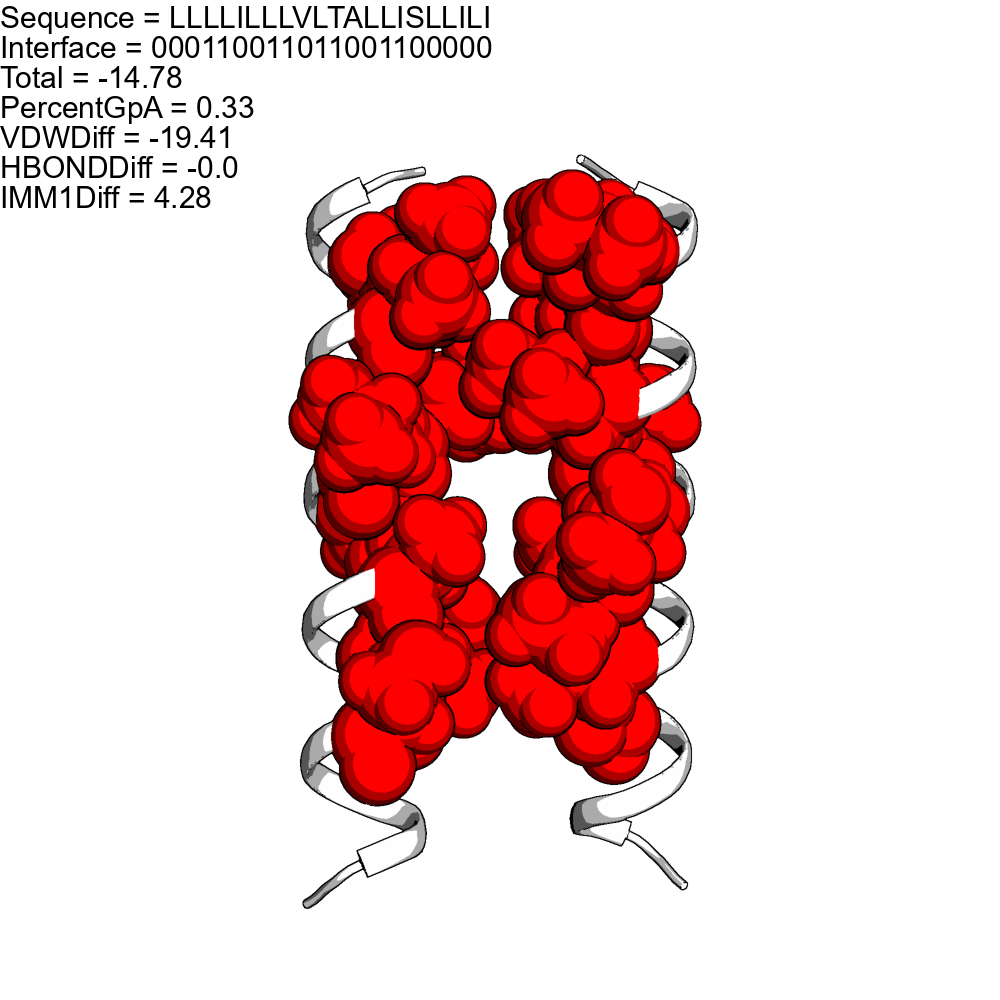 Sequence = LLLLILLLVLTALLISLLILI
Interface = 000110011011001100000
Total = -14.78
PercentGpA = 0.33
VDWDiff = -19.41
HBONDDiff = -0.0
IMM1Diff = 4.28